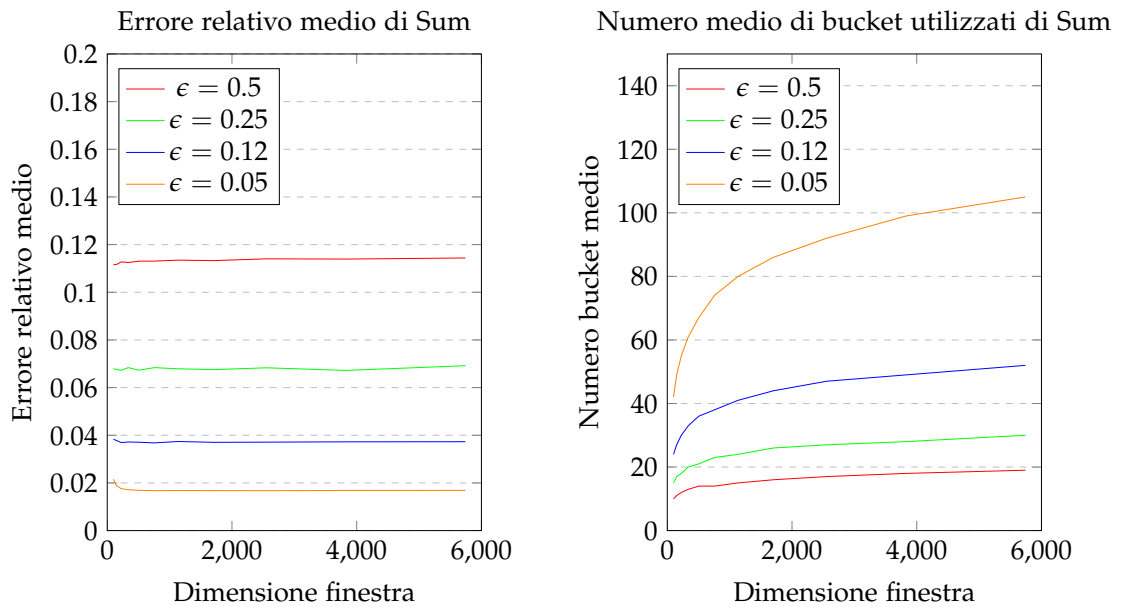 Errore relativo medio di Sum
0.2
0.18
0.16
0.14
0.12
0.1
0.08
0.06
0.04
0.02
0
Errore relativo medio
ϵ = 0.5
ϵ = 0.25
ϵ = 0.12
ϵ = 0.05
0
2,000
4,000
6,000
Dimensione finestra
Numero medio di bucket utilizzati di Sum
140
120
100
80
60
40
20
0
Numero bucket medio
ϵ = 0.5
ϵ = 0.25
ϵ = 0.12
ϵ = 0.05
0
2,000
4,000
6,000
Dimensione finestra